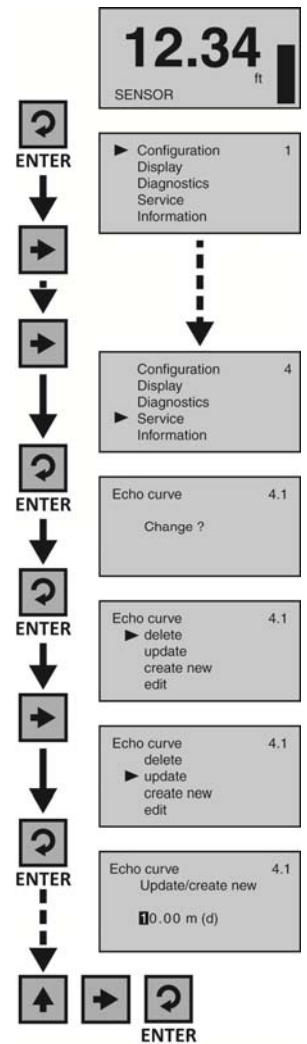 12.34
ft
SENSOR
ENTER
Configuration 1
Display
Diagnostics
Service
Information
Configuration 4
Display
Diagnostics
Service
Information
ENTER
Echo curve 4.1
Change ?
ENTER
Echo curve 4.1
delete
update
create new
edit
Echo curve 4.1
delete
update
create new
edit
ENTER
Echo curve 4.1
Update/create new
10.00 m (d)
ENTER